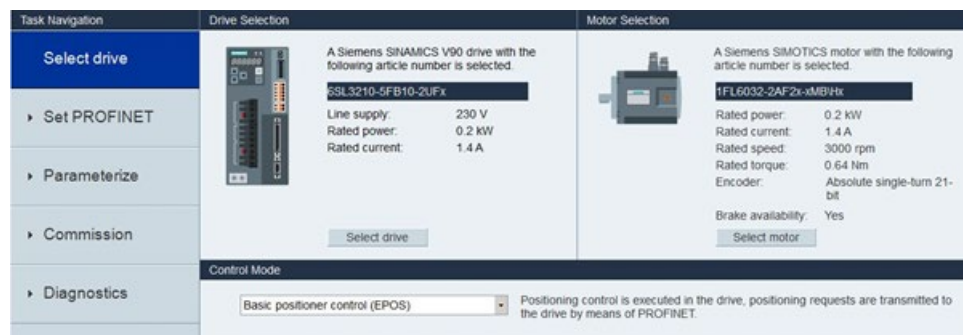 Task Navigation
Select drive
Set PROFINET
Parameterize
Commission
Diagnostics
Drive Selection
A Siemens SINAMICS V90 drive with the
following article number is selected.
6SL3210-5FB10-2UFx
Line supply: 230 V
Rated power: 0.2 kW
Rated current: 1.4 A
Select drive
Motor Selection
A Siemens SIMOTICS motor with the following
article number is selected.
1FL6032-2AF2x-xMB\Hx
Rated power: 0.2 kW
Rated current: 1.4 A
Rated speed: 3000 rpm
Rated torque: 0.64 Nm
Encoder: Absolute single-turn 21-
bit
Brake availability: Yes
Select motor
Control Mode
Basic positioner control (EPOS)
Positioning control is executed in the drive, positioning requests are transmitted to
the drive by means of PROFINET.